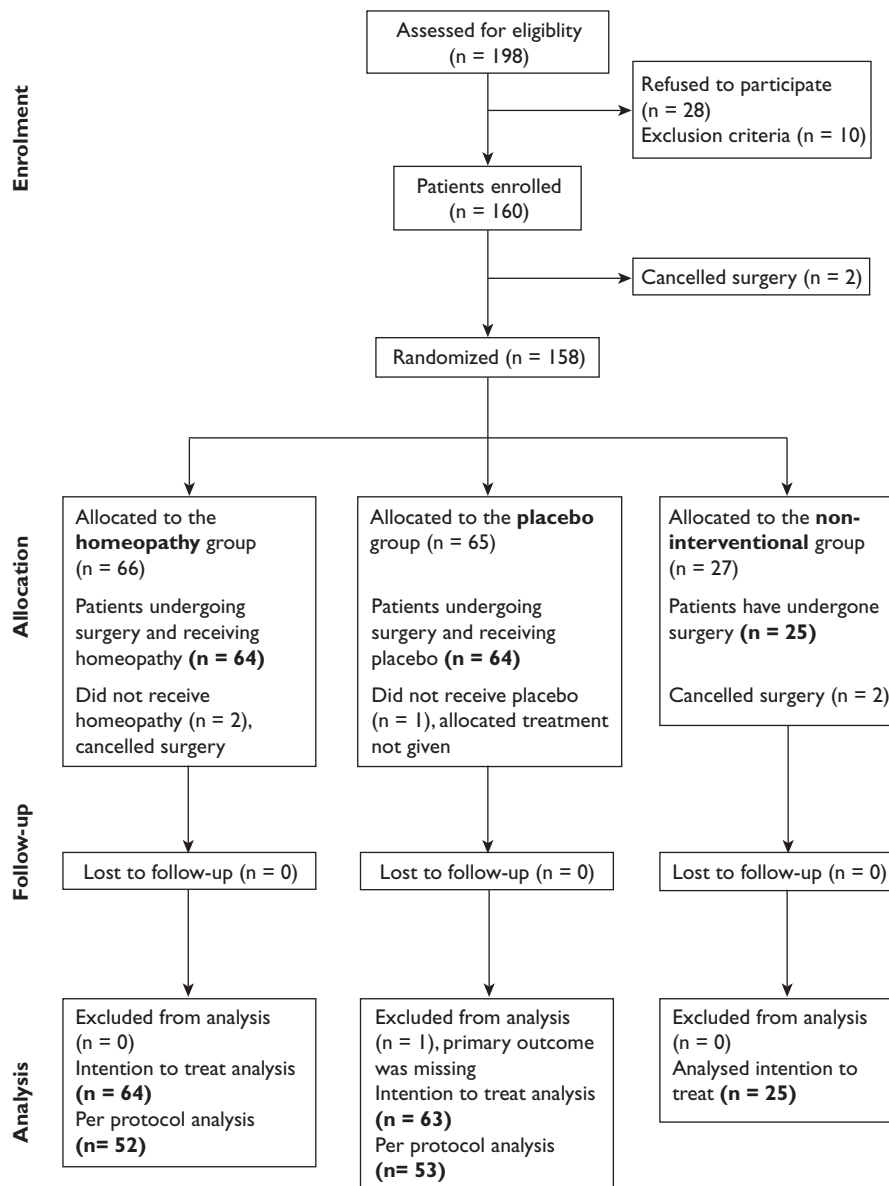 Enrolment
Assessed for eligiblity
(n = 198)
Refused to participate
(n = 28)
Exclusion criteria (n = 10)
Patients enrolled
(n = 160)
Cancelled surgery (n = 2)
Randomized (n = 158)
Allocation
Allocated to the
homeopathy group
(n = 66)
Patients undergoing
surgery and receiving
homeopathy (n = 64)
Did not receive
homeopathy (n = 2),
cancelled surgery
Allocated to the placebo
group (n = 65)
Patients undergoing
surgery and receiving
placebo (n = 64)
Did not receive placebo
(n = 1), allocated treatment
not given
Allocated to the non-
interventional group
(n = 27)
Patients have undergone
surgery (n = 25)
Cancelled surgery (n = 2)
Follow-up
Lost to follow-up (n = 0)
Lost to follow-up (n = 0)
Lost to follow-up (n = 0)
Analysis
Excluded from analysis
(n = 0)
Intention to treat analysis
(n = 64)
Per protocol analysis
(n= 52)
Excluded from analysis
(n = 1), primary outcome
was missing
Intention to treat analysis
(n = 63)
Per protocol analysis
(n= 53)
Excluded from analysis
(n = 0)
Analysed intention to
treat (n = 25)